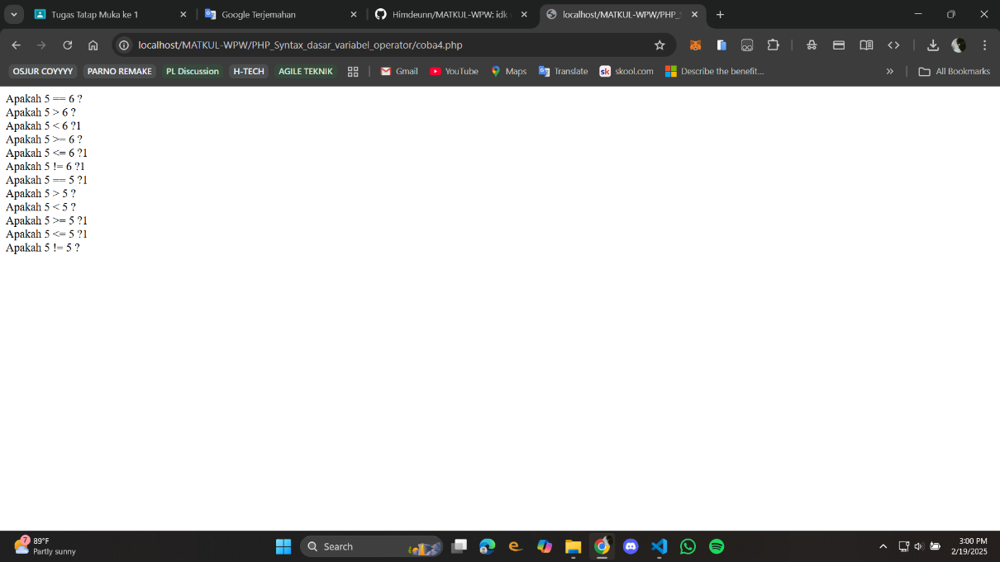 Tugas Tatap Muka ke 1
Google Terjemahan
Himdeunn/MATKUL-WPW: idk
localhost/MATKUL-WPW/PHP_S
localhost/MATKUL-WPW/PHP_Syntax_dasar_variabel_operator/coba4.php
OSJUR COYYYY PARNO REMAKE PL Discussion H-TECH AGILE TEKNIK Gmail YouTube Maps Translate sk skool.com Describe the benefit... All Bookmarks
Apakah 5 == 6 ?
Apakah 5 > 6 ?
Apakah 5 < 6 ?1
Apakah 5 >= 6 ?
Apakah 5 <= 6 ?1
Apakah 5 != 6 ?1
Apakah 5 == 5 ?1
Apakah 5 > 5 ?
Apakah 5 < 5 ?
Apakah 5 >= 5 ?1
Apakah 5 <= 5 ?1
Apakah 5 != 5 ?
7
89°F
Partly sunny
Search
3:00 PM
2/19/2025